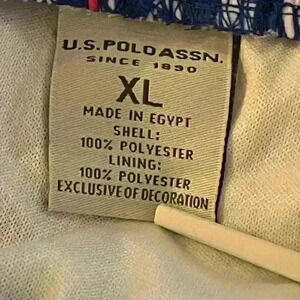 U.S. POLO ASSN.
SINCE 1890
XL
MADE IN EGYPT
SHELL:
100% POLYESTER
LINING:
100% POLYESTER
EXCLUSIVE OF DECORATION